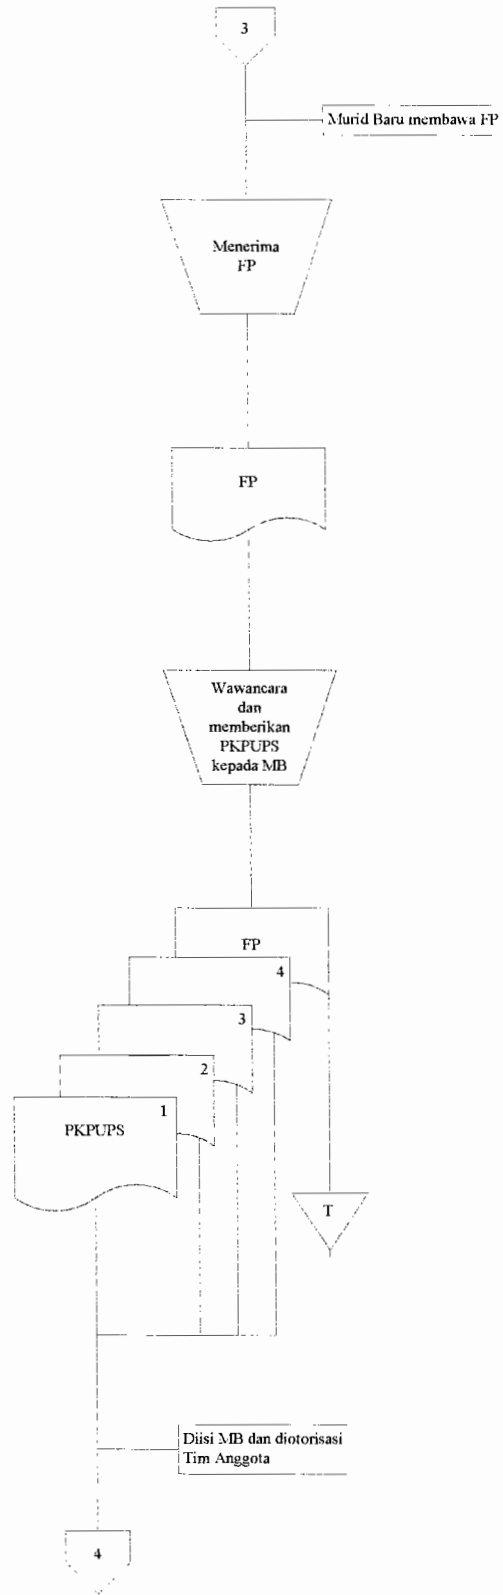 3
Murid Baru membawa FP
Menerima
FP
FP
Wawancara
dan
memberikan
PKPUPS
kepada MB
FP
4
3
2
1
PKPUPS
T
Diisi MB dan diotorisasi
Tim Anggota
4